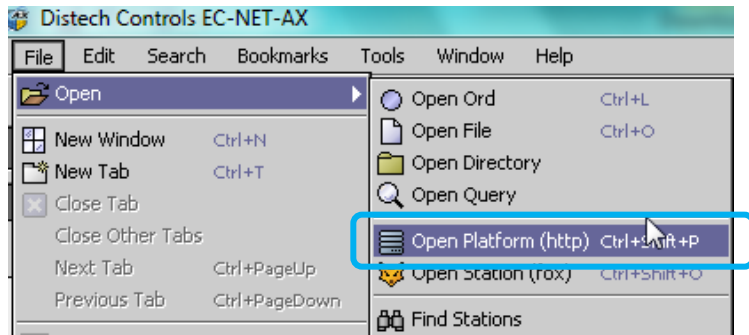 Distech Controls EC-NET-AX
File Edit Search Bookmarks Tools Window Help
Open
New Window Ctrl+N
New Tab Ctrl+T
Close Tab
Close Other Tabs
Next Tab Ctrl+PageUp
Previous Tab Ctrl+PageDown
Open Ord Ctrl+L
Open File Ctrl+O
Open Directory
Open Query
Open Platform (http) Ctrl+Shift+P
Open Station (fox) Ctrl+Shift+O
Find Stations